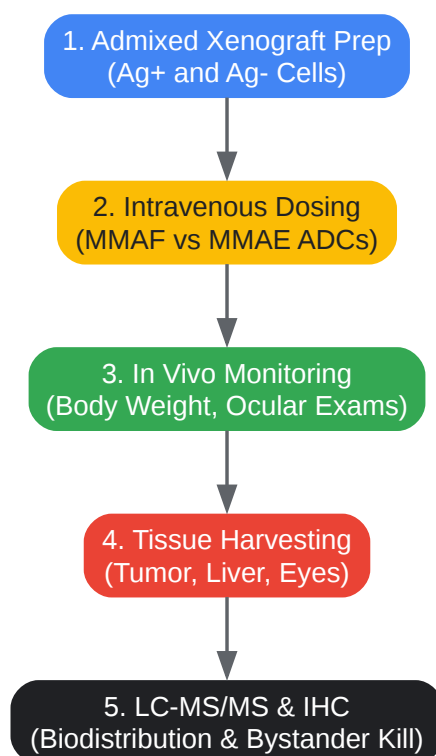 1. Admixed Xenograft Prep
(Ag+ and Ag- Cells)
2. Intravenous Dosing
(MMAF vs MMAE ADCs)
3. In Vivo Monitoring
(Body Weight, Ocular Exams)
4. Tissue Harvesting
(Tumor, Liver, Eyes)
5. LC-MS/MS & IHC
(Biodistribution & Bystander Kill)